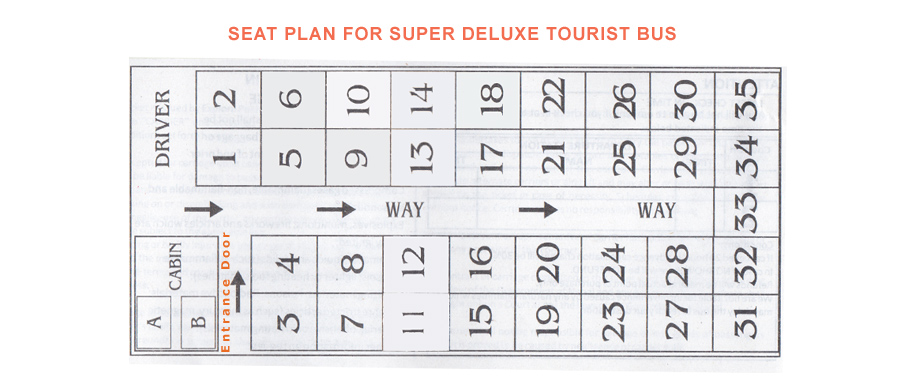 SEAT PLAN FOR SUPER DELUXE TOURIST BUS
DRIVER
2 6 10 14 18 22 26 30 35
1 5 9 13 17 21 25 29 34
WAY WAY 33
CABIN
A B
Entrance Door
4 8 12 16 20 24 28 32
3 7 11 15 19 23 27 31